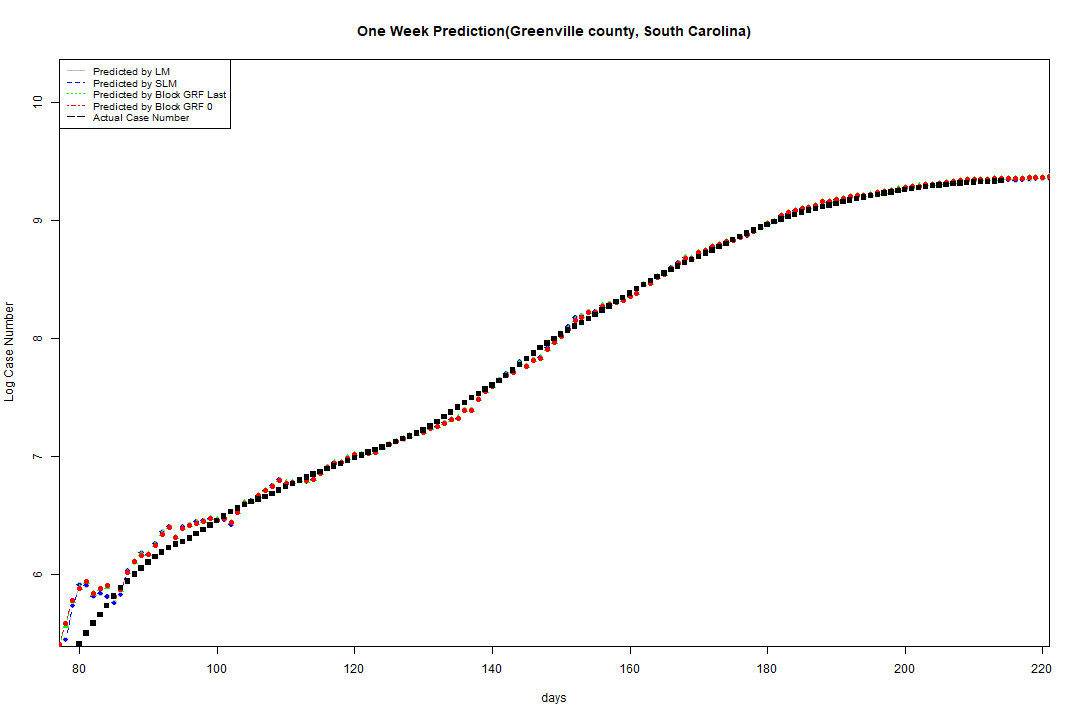 One Week Prediction(Greenville county, South Carolina)
Predicted by LM
Predicted by SLM
Predicted by Block GRF Last
Predicted by Block GRF 0
Actual Case Number
10
9
8
7
6
Log Case Number
80 100 120 140 160 180 200 220
days